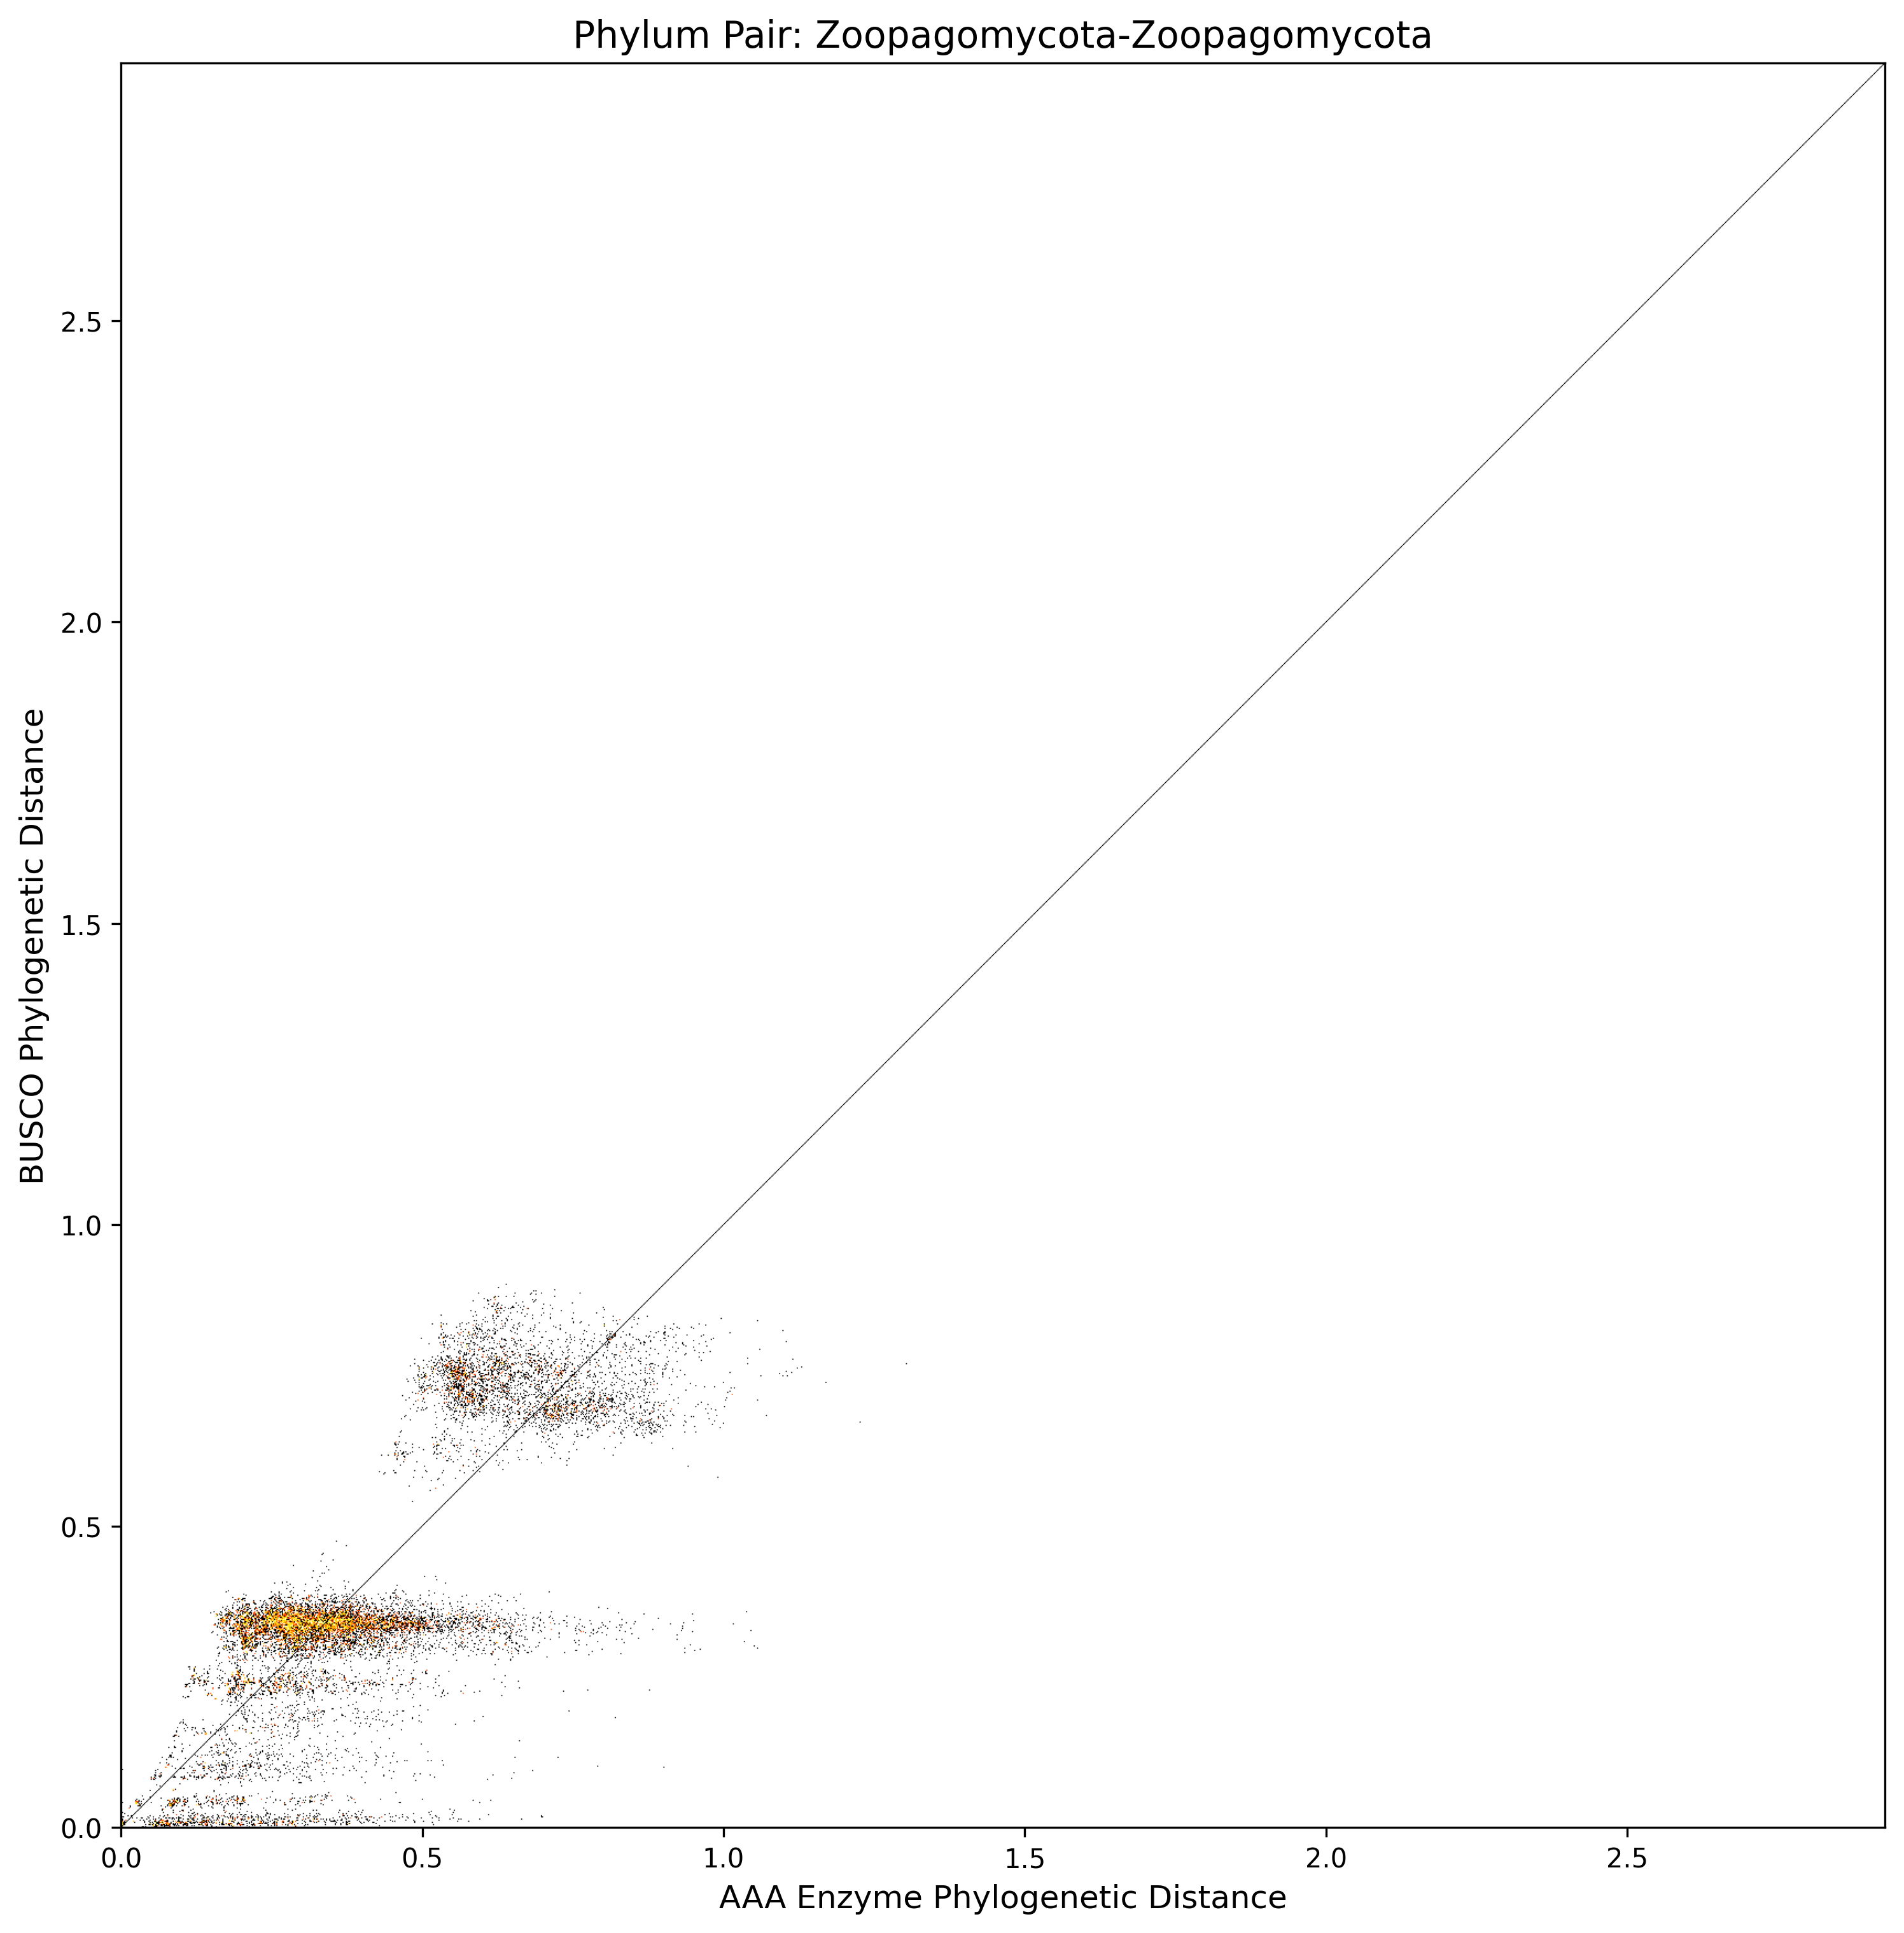 Phylum Pair: Zoopagomycota-Zoopagomycota
BUSCO Phylogenetic Distance
2.5
2.0
1.5
1.0
0.5
0.0
0.0 0.5 1.0 1.5 2.0 2.5
AAA Enzyme Phylogenetic Distance